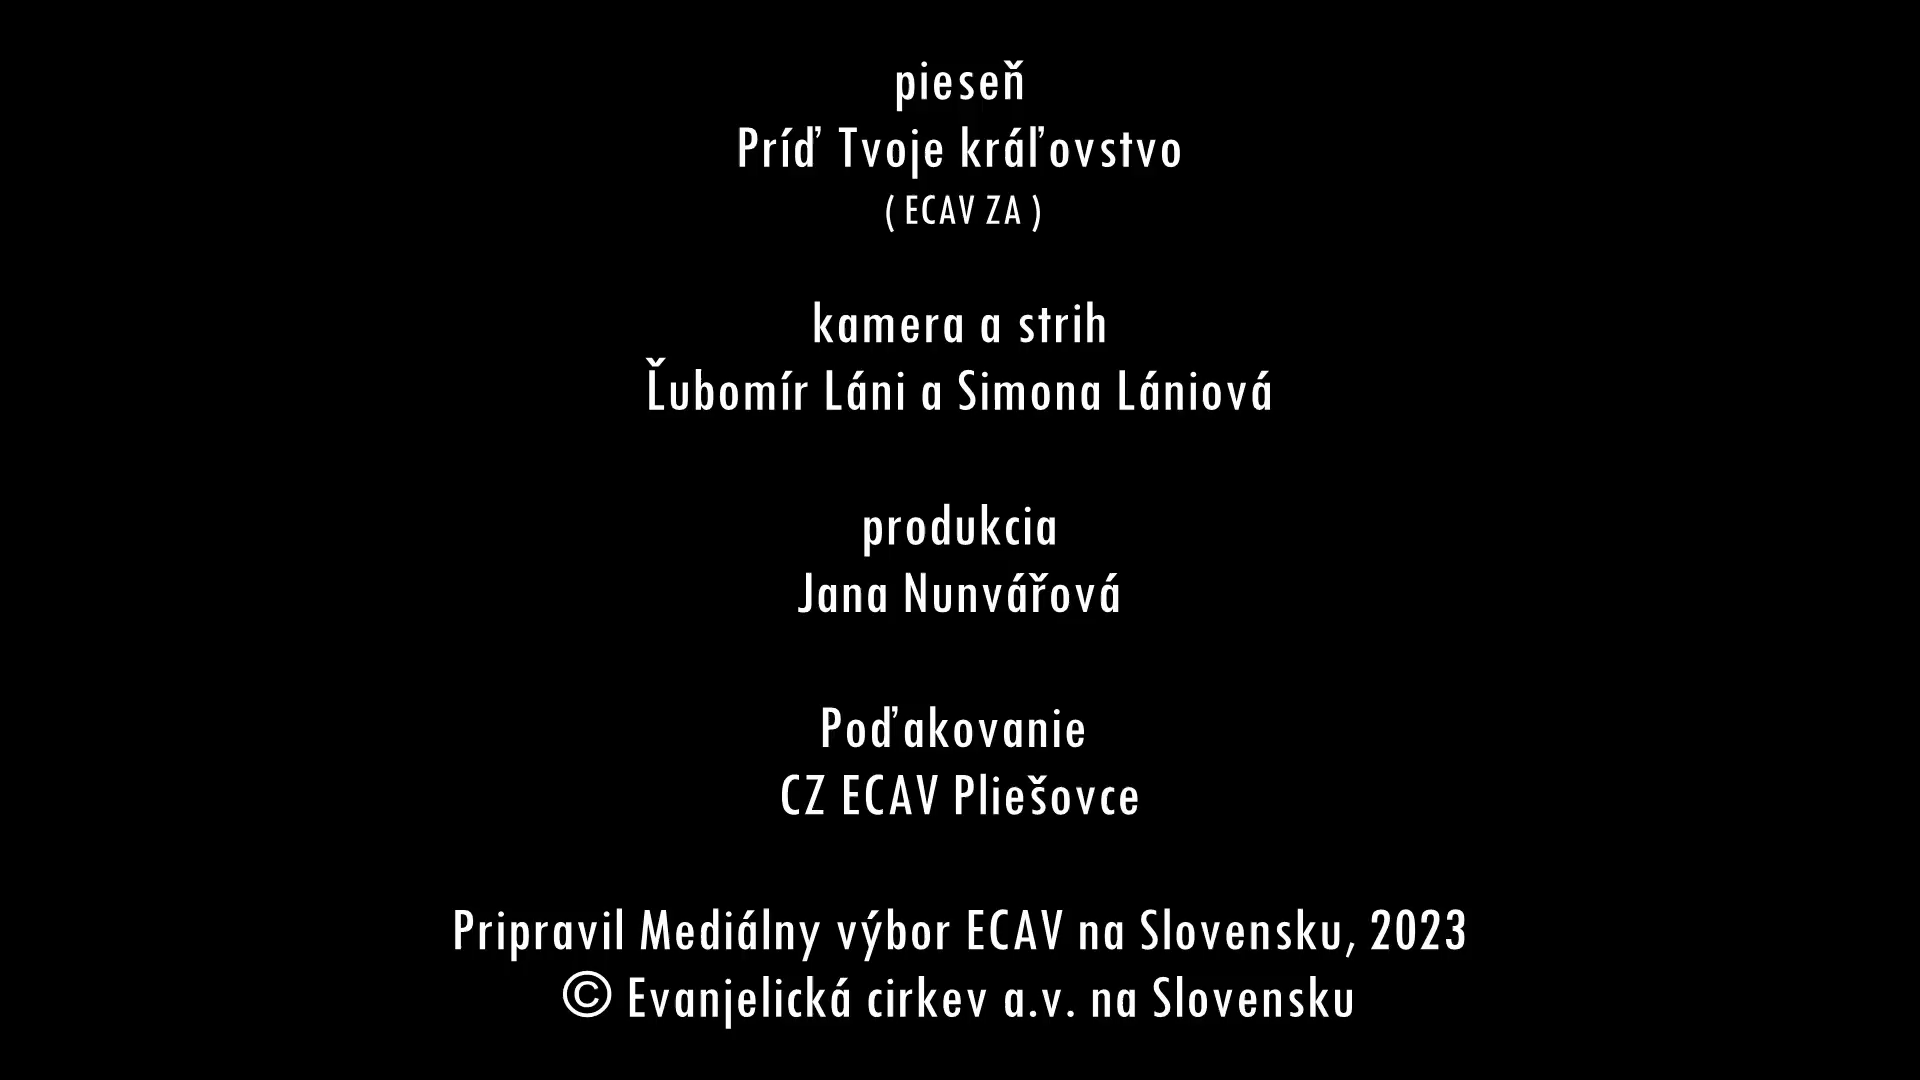 pieseň
Príď Tvoje kráľovstvo
( ECAV ZA )
kamera a strih
Ľubomír Láni a Simona Lániová
produkcia
Jana Nunvářová
Poďakovanie
CZ ECAV Pliešovce
Pripravil Mediálny výbor ECAV na Slovensku, 2023
© Evanjelická cirkev a.v. na Slovensku